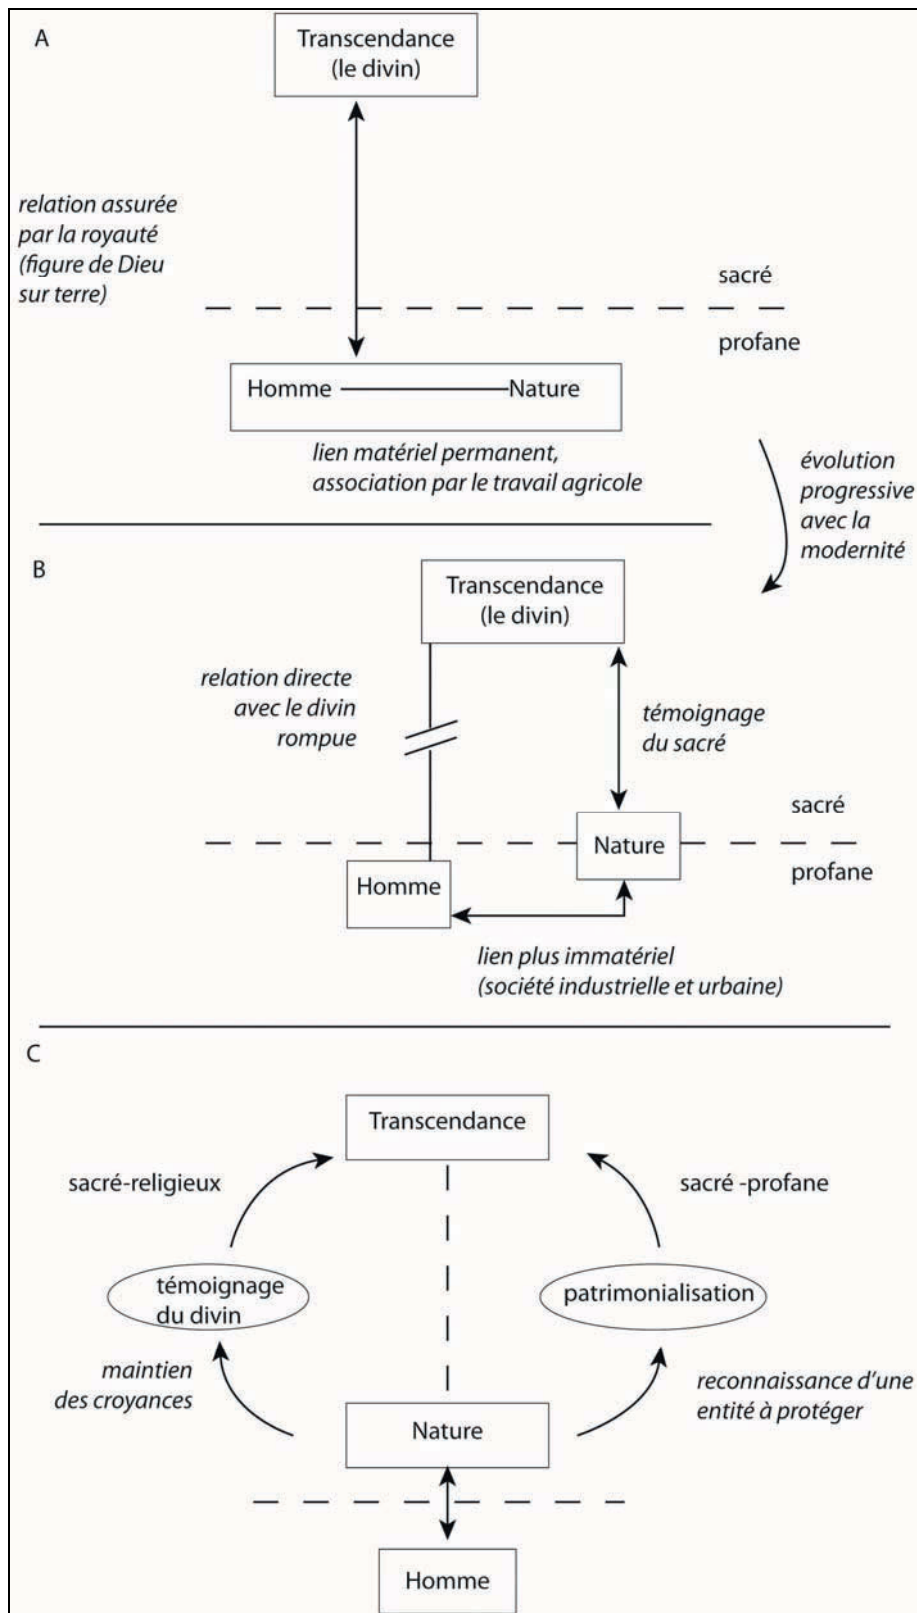 A
Transcendance
(le divin)
relation assurée
par la royauté
(figure de Dieu
sur terre)
sacré
profane
Homme
Nature
lien matériel permanent,
association par le travail agricole
évolution
progressive
avec la
modernité
B
Transcendance
(le divin)
relation directe
avec le divin
rompue
témoignage
du sacré
sacré
Nature
profane
Homme
lien plus immatériel
(société industrielle et urbaine)
C
Transcendance
sacré-religieux
sacré -profane
témoignage
du divin
patrimonialisation
maintien
des croyances
reconnaissance d'une
entité à protéger
Nature
Homme